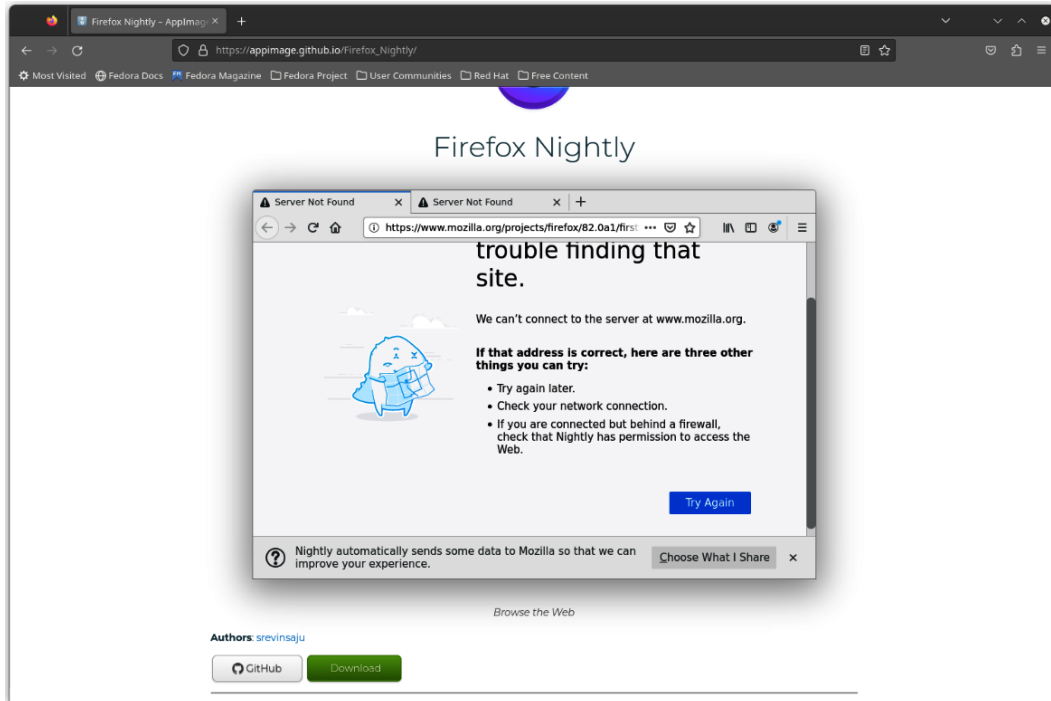 Firefox Nightly – AppImage
https://appimage.github.io/Firefox_Nightly/
Most Visited Fedora Docs Fedora Magazine Fedora Project User Communities Red Hat Free Content
Firefox Nightly
Server Not Found Server Not Found
https://www.mozilla.org/projects/firefox/82.0a1/first
trouble finding that
site.
We can’t connect to the server at www.mozilla.org.
If that address is correct, here are three other
things you can try:
• Try again later.
• Check your network connection.
• If you are connected but behind a firewall,
check that Nightly has permission to access the
Web.
Try Again
Nightly automatically sends some data to Mozilla so that we can
improve your experience.
Choose What I Share
Browse the Web
Authors: srevinsaju
GitHub Download